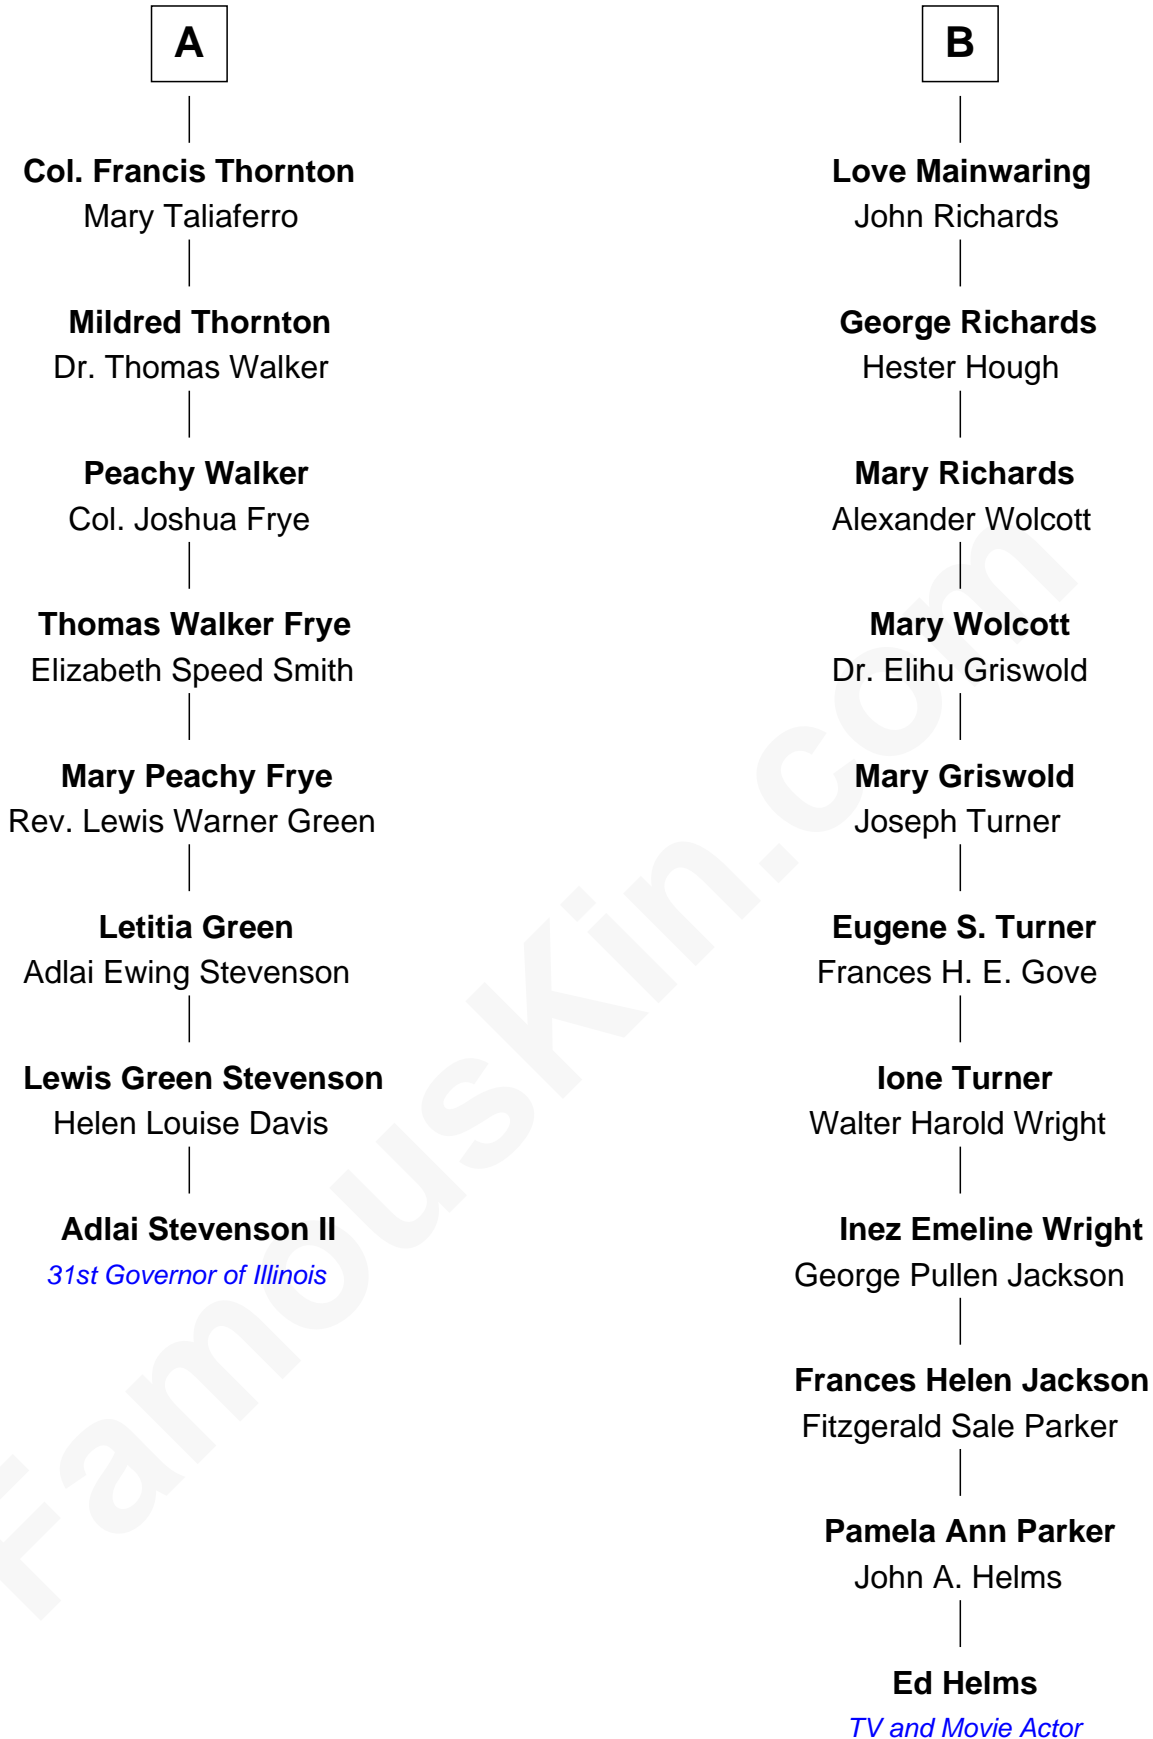 A
Col. Francis Thornton
Mary Taliaferro
Mildred Thornton
Dr. Thomas Walker
Peachy Walker
Col. Joshua Frye
Thomas Walker Frye
Elizabeth Speed Smith
Mary Peachy Frye
Rev. Lewis Warner Green
Letitia Green
Adlai Ewing Stevenson
Lewis Green Stevenson
Helen Louise Davis
Adlai Stevenson II
31st Governor of Illinois
B
Love Mainwaring
John Richards
George Richards
Hester Hough
Mary Richards
Alexander Wolcott
Mary Wolcott
Dr. Elihu Griswold
Mary Griswold
Joseph Turner
Eugene S. Turner
Frances H. E. Gove
Ione Turner
Walter Harold Wright
Inez Emeline Wright
George Pullen Jackson
Frances Helen Jackson
Fitzgerald Sale Parker
Pamela Ann Parker
John A. Helms
Ed Helms
TV and Movie Actor
FamousKin.com